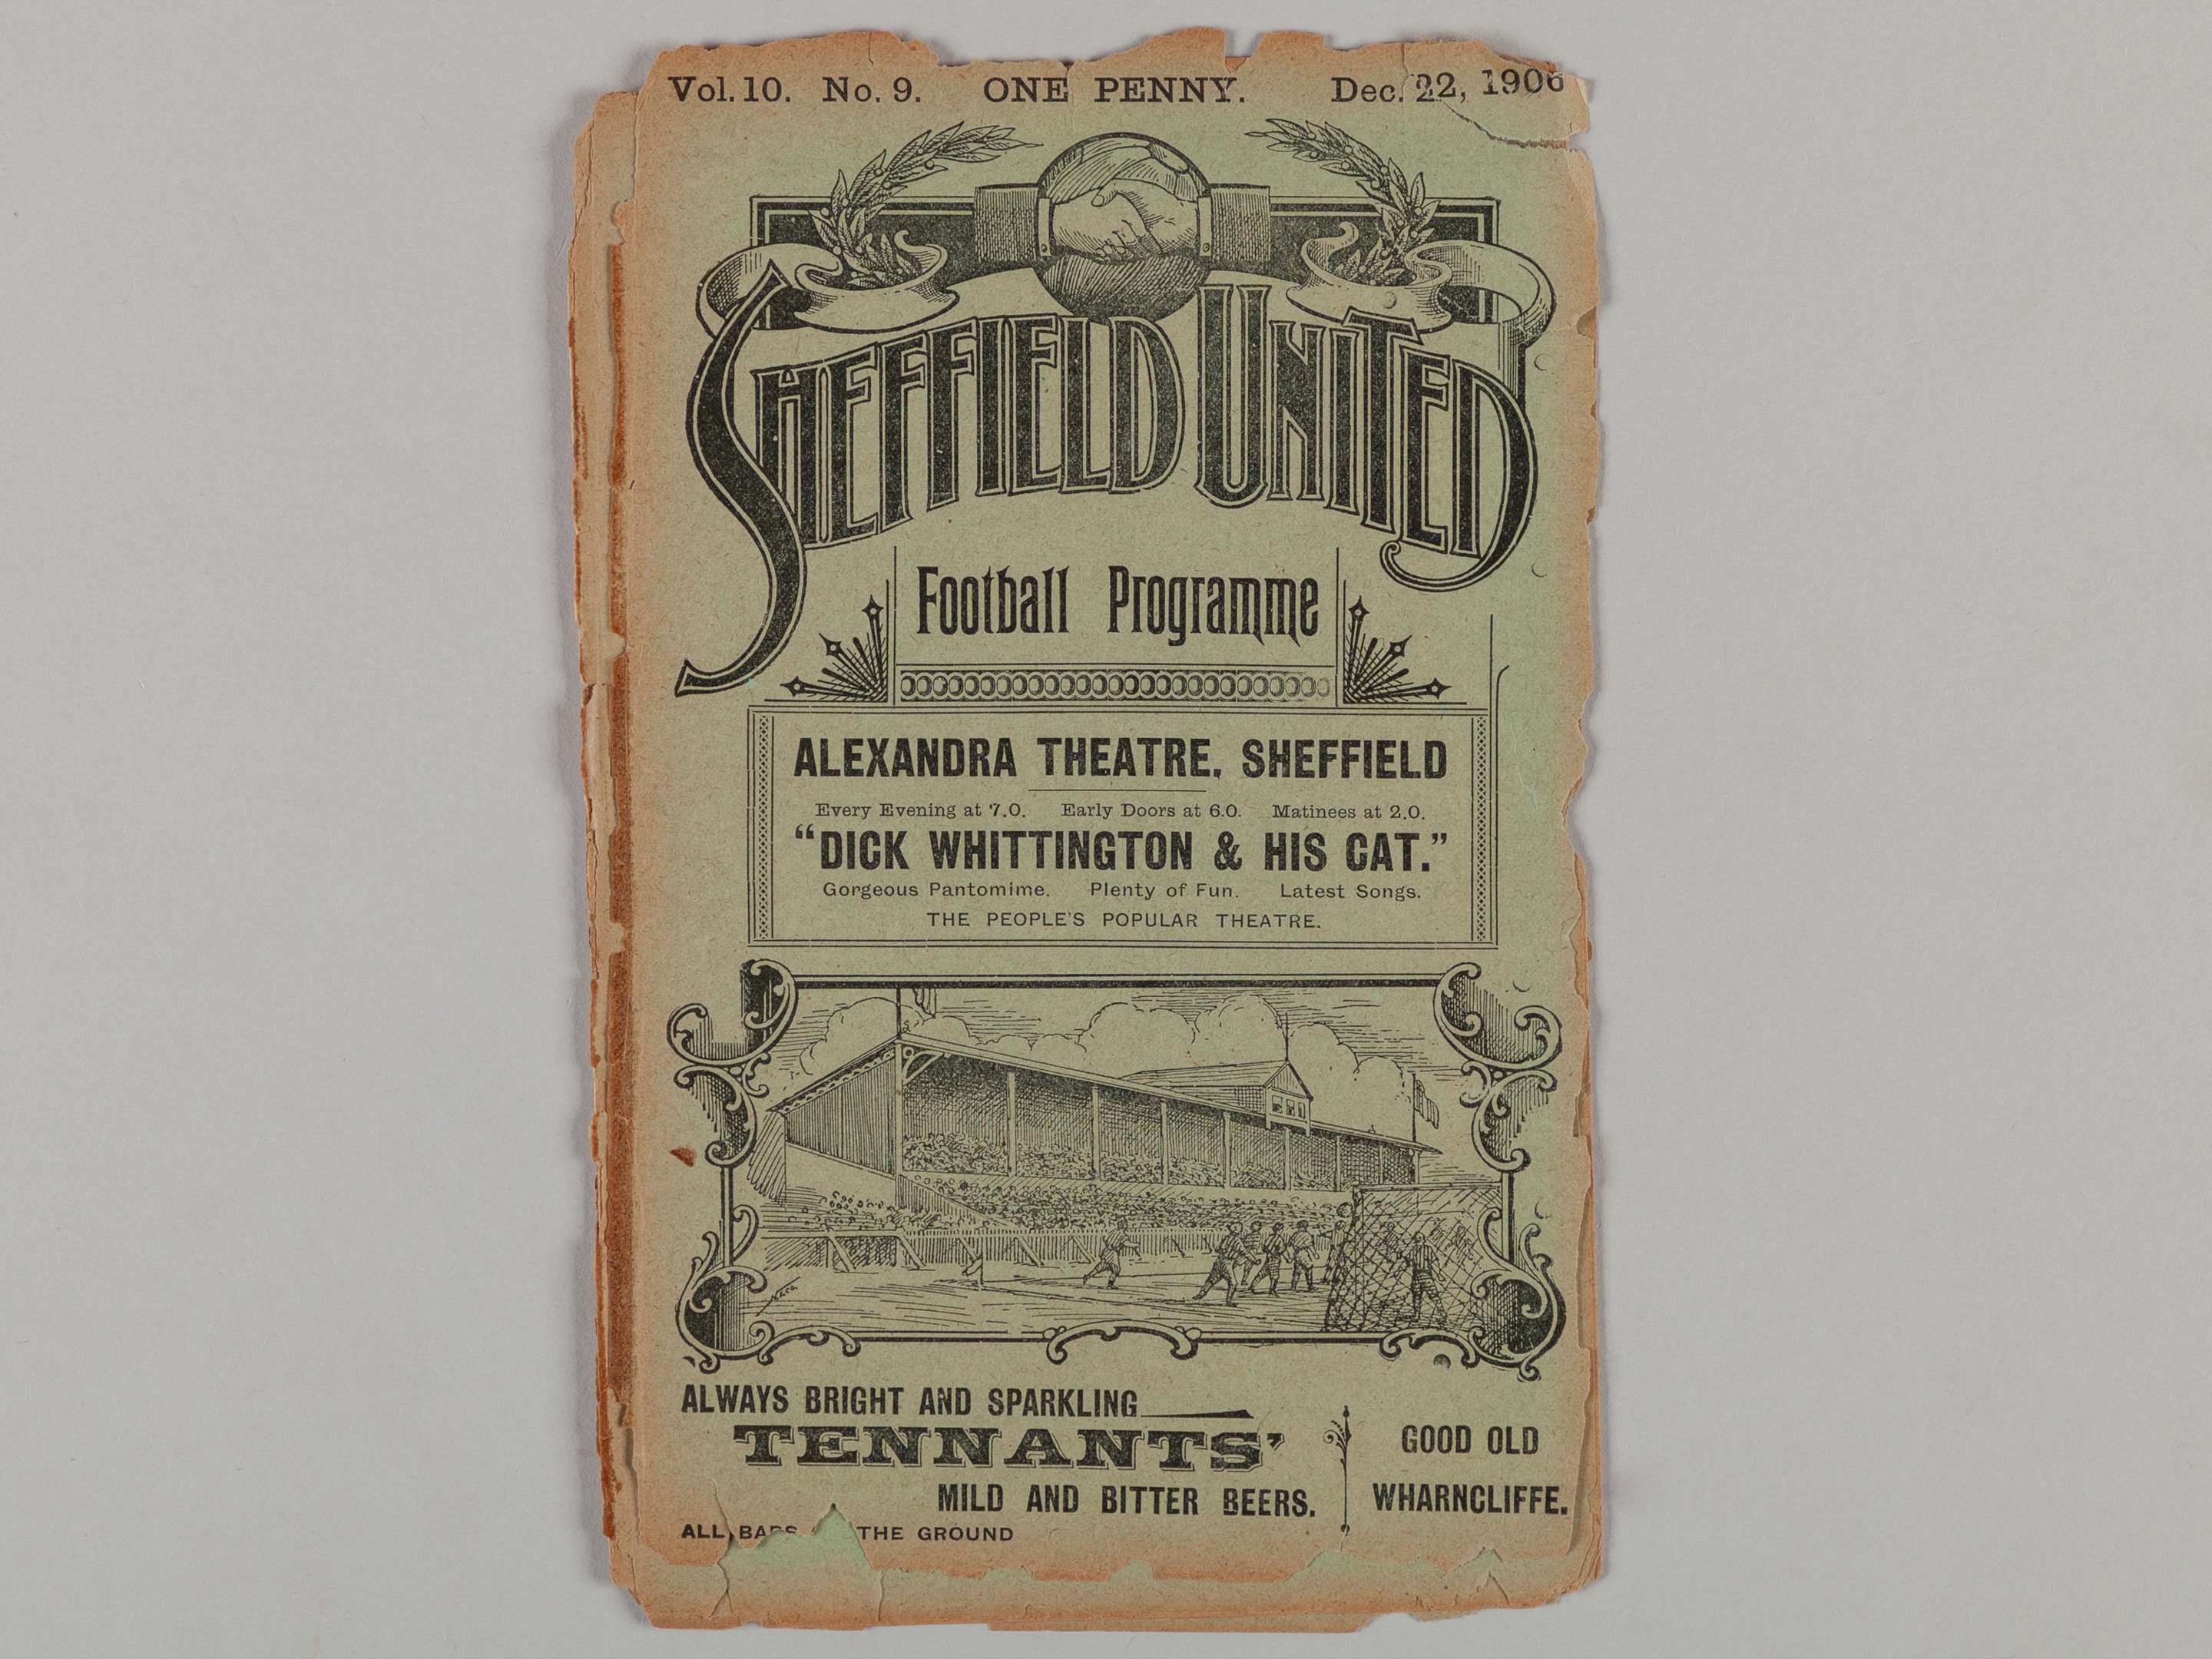 Vol. 10. No. 9. ONE PENNY. Dec. 22, 1906
SHEFFIELD UNITED
Football Programme
ALEXANDRA THEATRE, SHEFFIELD
Every Evening at 7.0. Early Doors at 6.0. Matinees at 2.0.
"DICK WHITTINGTON & HIS CAT."
Gorgeous Pantomime. Plenty of Fun. Latest Songs.
THE PEOPLE'S POPULAR THEATRE.
ALWAYS BRIGHT AND SPARKLING
TENNANTS'
MILD AND BITTER BEERS.
GOOD OLD
WHARNCLIFFE.
ALL BARS THE GROUND